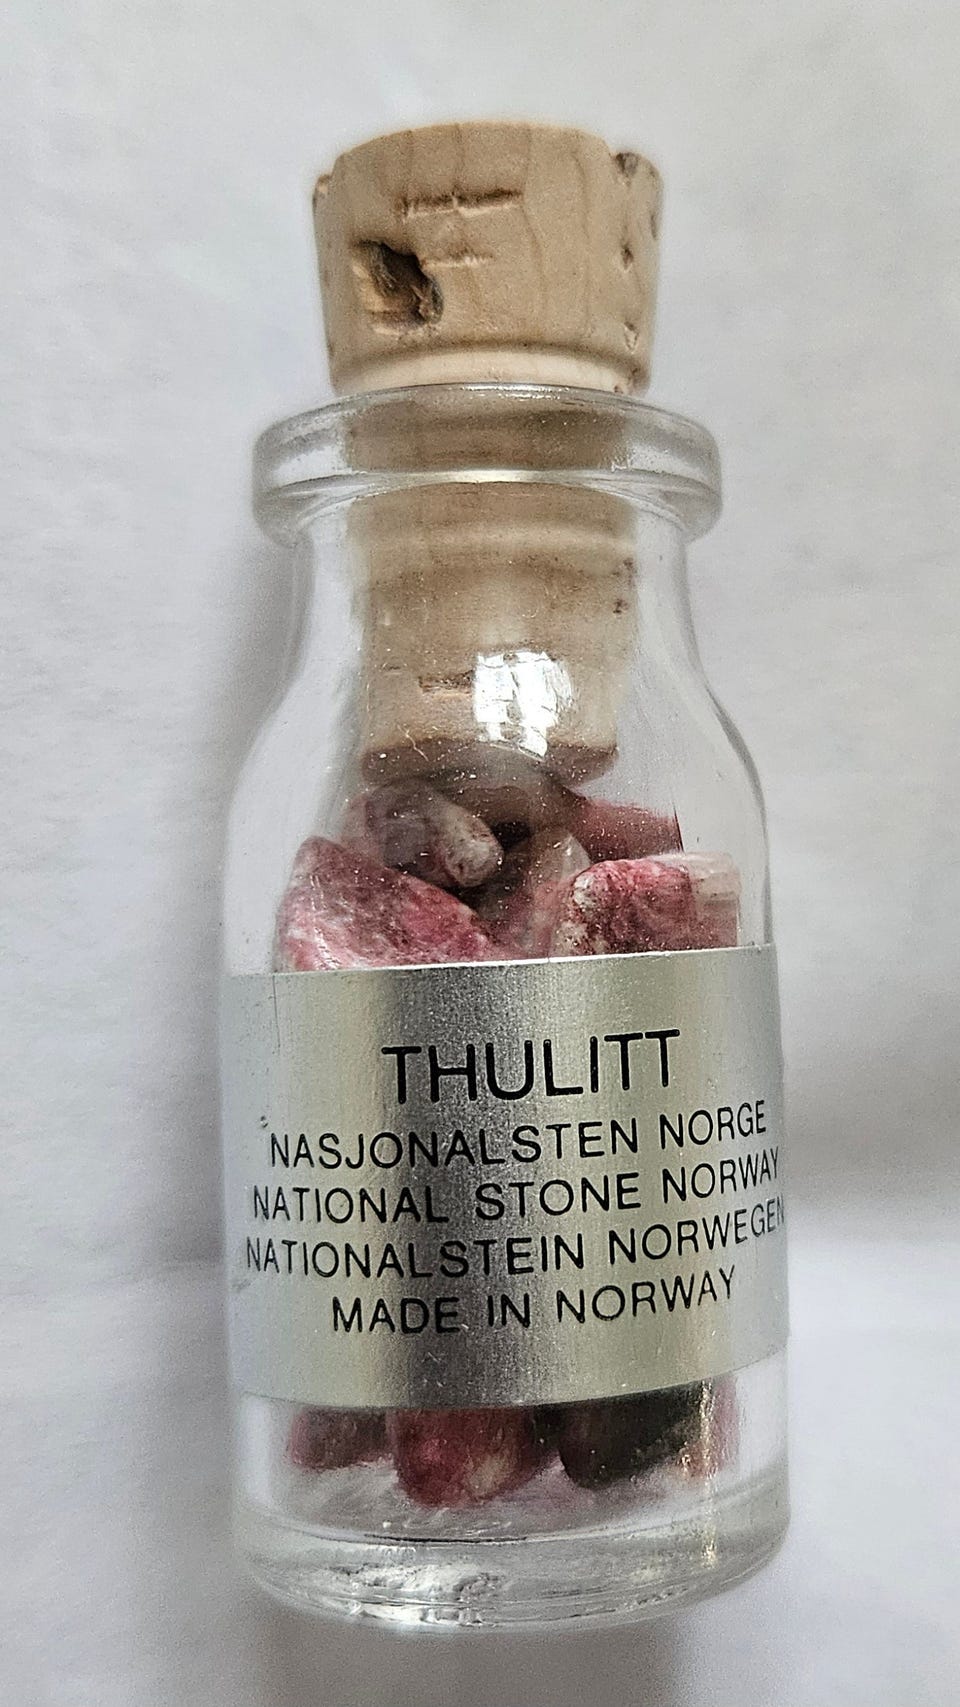 THULITT
NASJONALSTEN NORGE
NATIONAL STONE NORWAY
NATIONALSTEIN NORWEGEN
MADE IN NORWAY